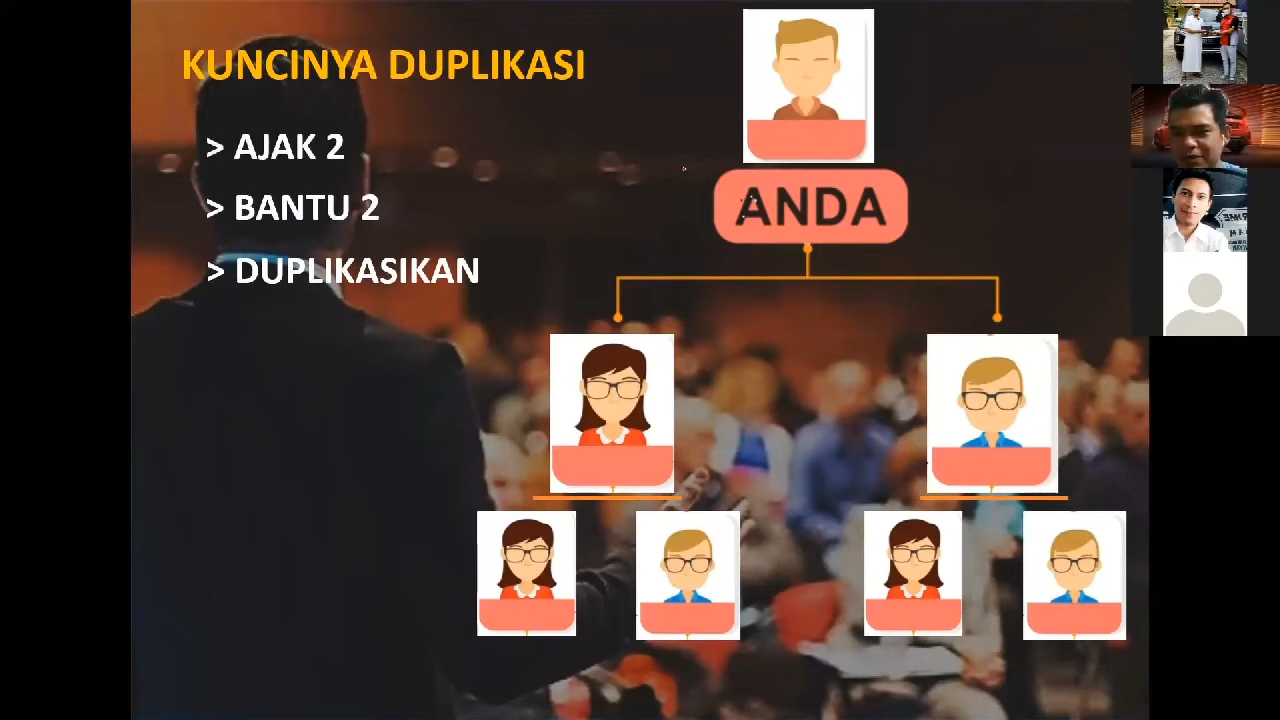 KUNCINYA DUPLIKASI
> AJAK 2
> BANTU 2
> DUPLIKASIKAN
ANDA